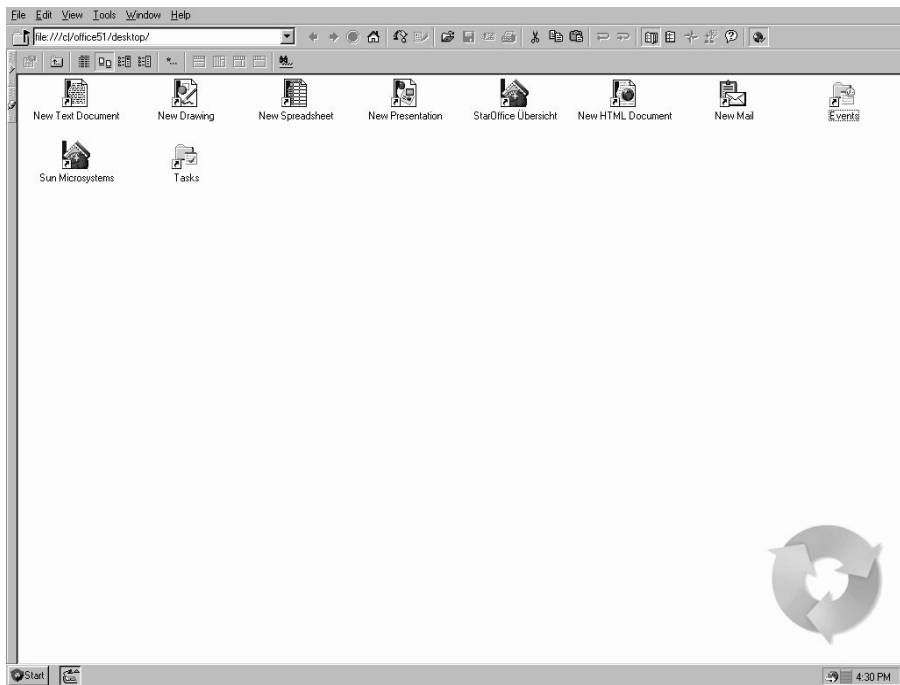 File Edit View Tools Window Help
file:///c|/office51/desktop/
New Text Document New Drawing New Spreadsheet New Presentation StarOffice Übersicht New HTML Document New Mail Events
Sun Microsystems Tasks
Start 4:30 PM